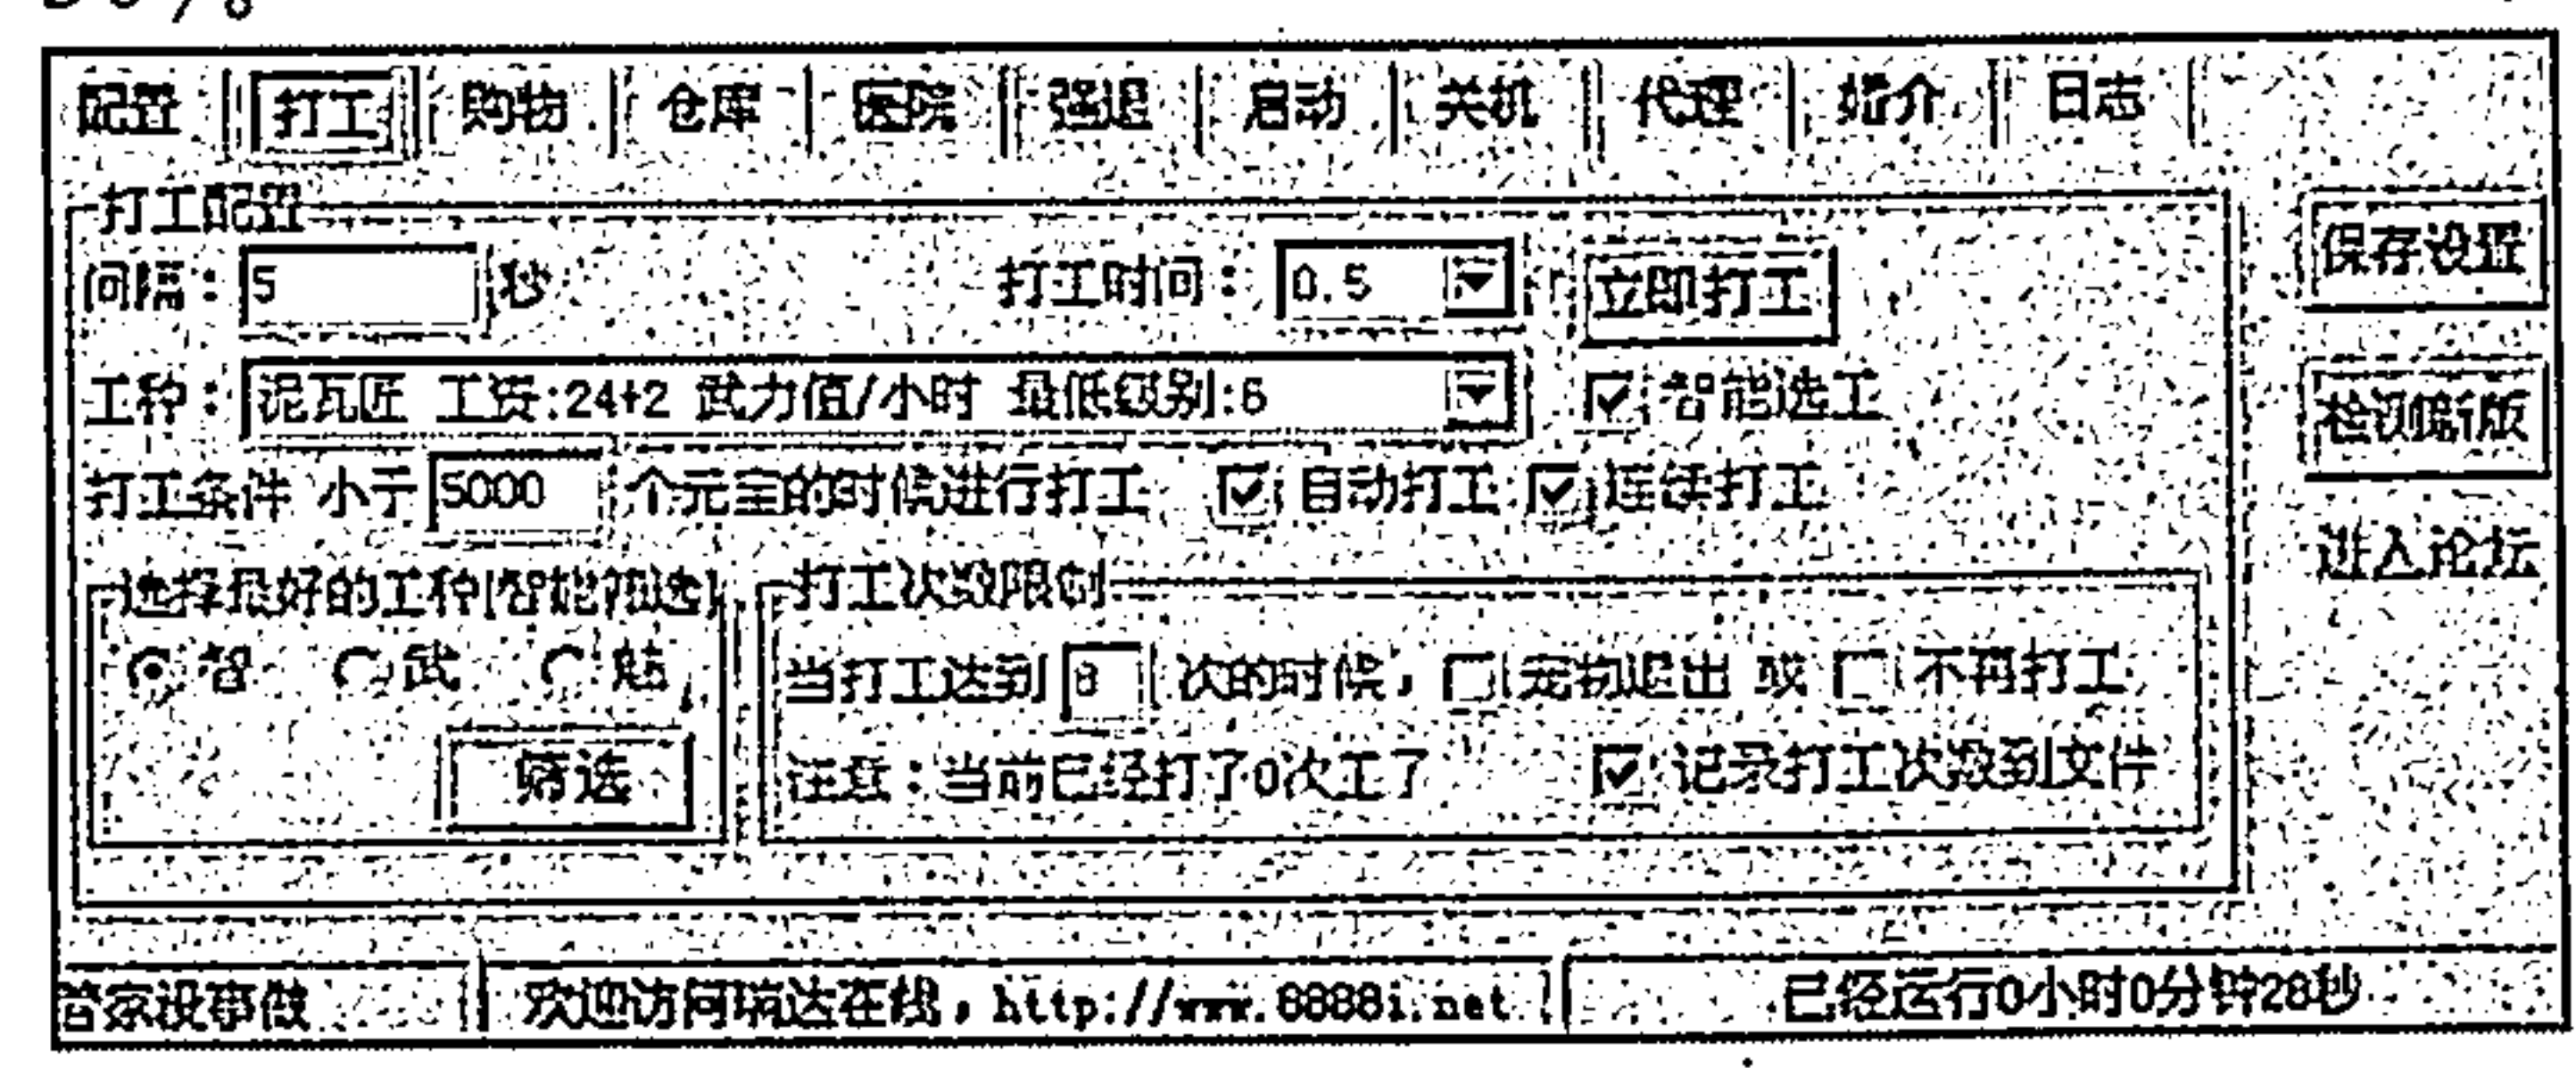 配置 打工 购物 仓库 医院 强退 启动 关机 代理 婚介 日志
打工配置
间隔: 5 秒 打工时间: 0.5 立即打工
保存设置
工种: 泥瓦匠 工资:24+2 武力值/小时 最低级别:6 智能选工
检测新版
打工条件 小于 5000 个元宝的时候进行打工 自动打工 连续打工
进入论坛
选择最好的工种[智能筛选] 打工次数限制
智 武 魅 当打工达到 8 次的时候, 宠物退出 或 不再打工
筛选 注意:当前已经打了0次工了 记录打工次数到文件
管家没事做 欢迎访问 达在线, http://www.8888i.net 已经运行0小时0分钟28秒